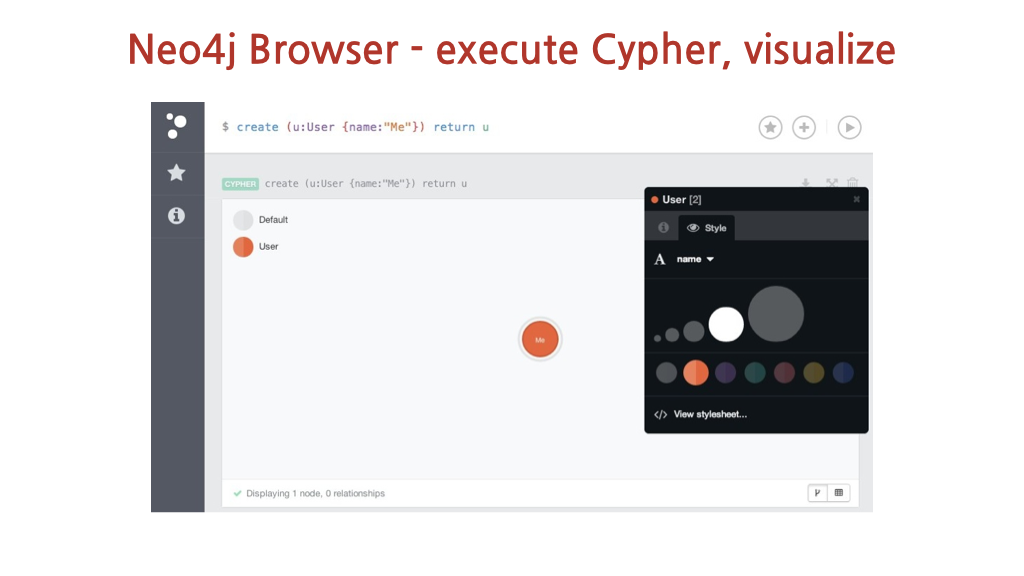 Neo4j Browser - execute Cypher, visualize
$ create (u:User {name:"Me"}) return u
CYPHER create (u:User {name:"Me"}) return u
User [2]
Default
Style
User
A name
Me
</> View stylesheet...
Displaying 1 node, 0 relationships